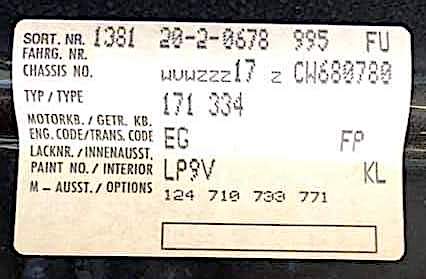 SORT. NR. 1381 20-2-0678 995 FU
FAHRG. NR.
CHASSIS NO. WVWZZZ17 Z CW680780
TYP / TYPE 171 334
MOTORKB. / GETR. KB.
ENG. CODE/TRANS. CODE EG FP
LACKNR. / INNENAUSST.
PAINT NO. / INTERIOR LP9V KL
M – AUSST./ OPTIONS 124 710 733 771